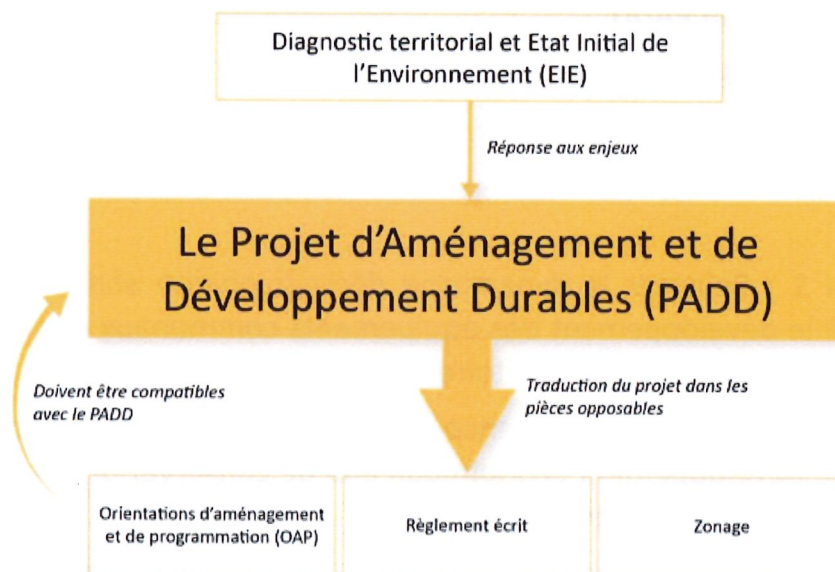 Diagnostic territorial et Etat Initial de
l'Environnement (EIE)
Réponse aux enjeux
Le Projet d'Aménagement et de
Développement Durables (PADD)
Doivent être compatibles
avec le PADD
Traduction du projet dans les
pièces opposables
Orientations d'aménagement
et de programmation (OAP)
Règlement écrit
Zonage